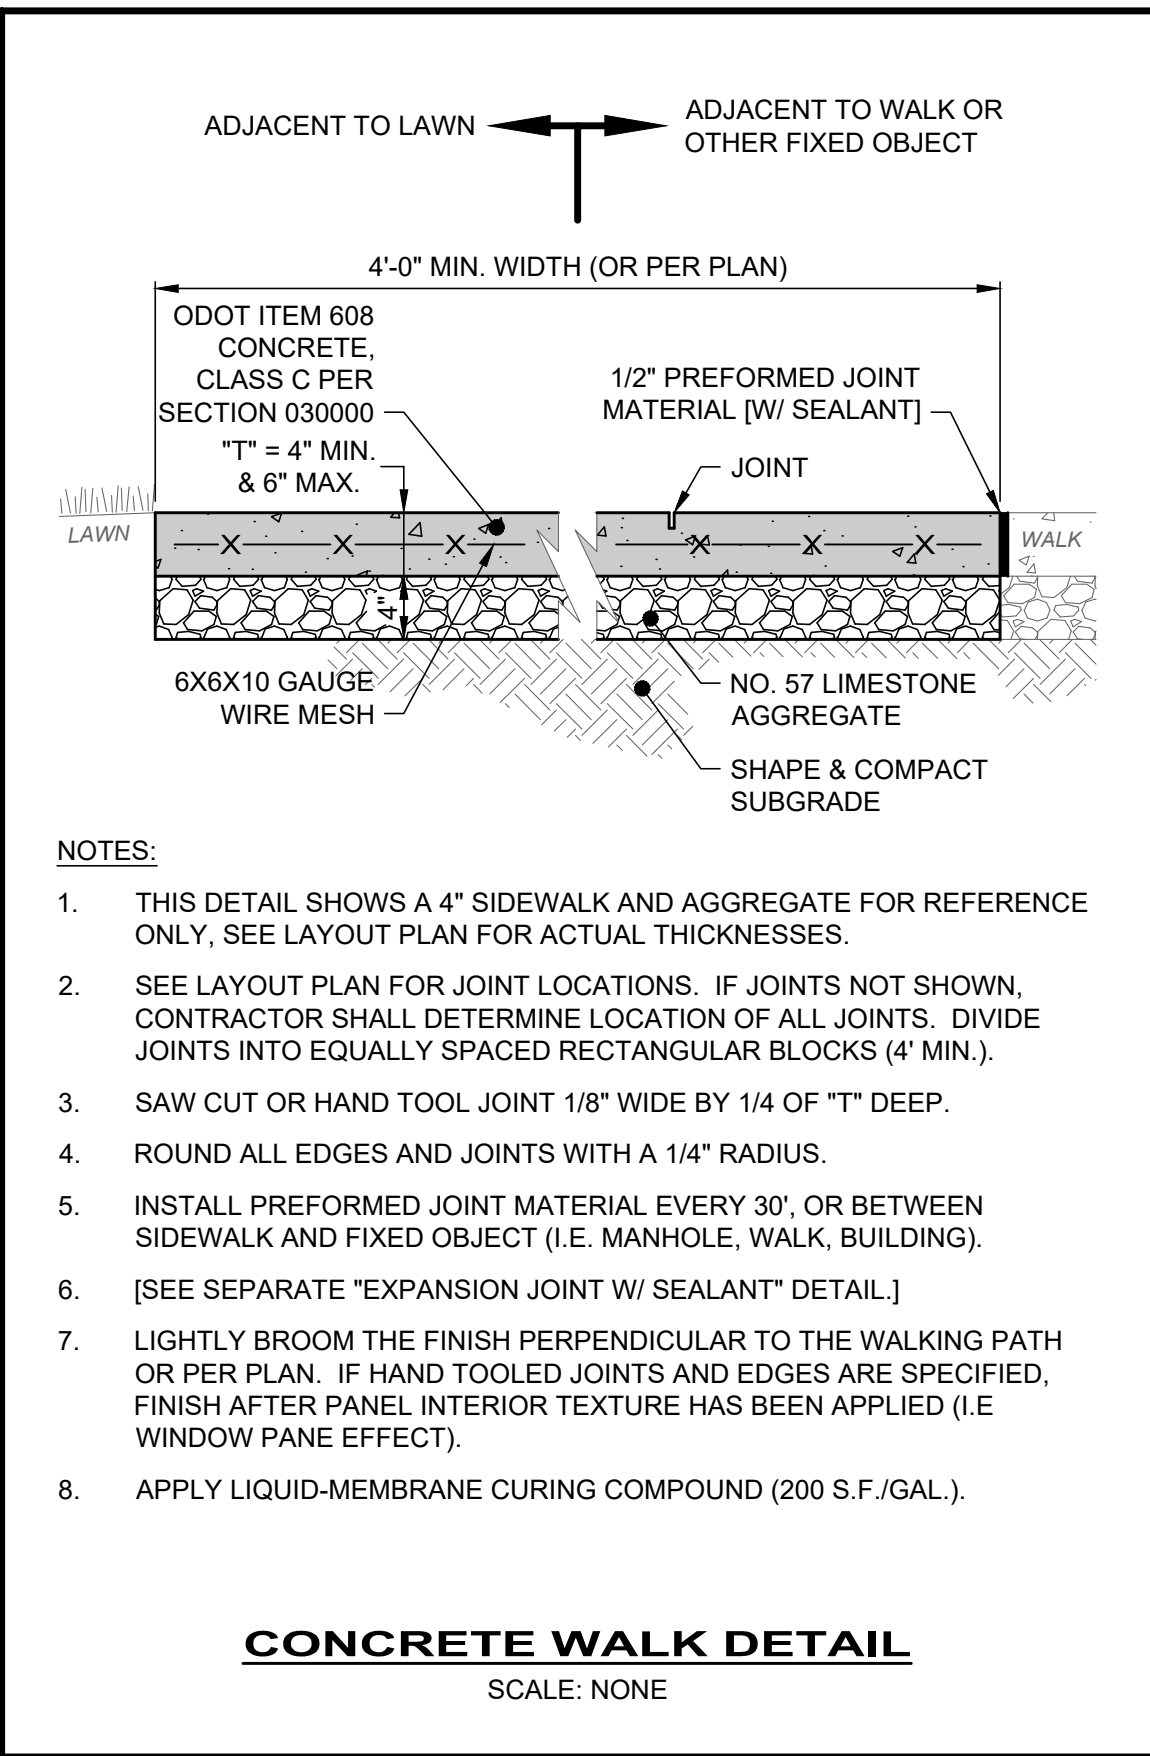 ADJACENT TO LAWN
ADJACENT TO WALK OR
OTHER FIXED OBJECT
4'-0" MIN. WIDTH (OR PER PLAN)
ODOT ITEM 608
CONCRETE,
CLASS C PER
SECTION 030000
"T" = 4" MIN.
& 6" MAX.
1/2" PREFORMED JOINT
MATERIAL [W/ SEALANT]
JOINT
LAWN
WALK
X X X X X X
4"
6X6X10 GAUGE
WIRE MESH
NO. 57 LIMESTONE
AGGREGATE
SHAPE & COMPACT
SUBGRADE
NOTES:
1. THIS DETAIL SHOWS A 4" SIDEWALK AND AGGREGATE FOR REFERENCE
ONLY, SEE LAYOUT PLAN FOR ACTUAL THICKNESSES.
2. SEE LAYOUT PLAN FOR JOINT LOCATIONS. IF JOINTS NOT SHOWN,
CONTRACTOR SHALL DETERMINE LOCATION OF ALL JOINTS. DIVIDE
JOINTS INTO EQUALLY SPACED RECTANGULAR BLOCKS (4' MIN.).
3. SAW CUT OR HAND TOOL JOINT 1/8" WIDE BY 1/4 OF "T" DEEP.
4. ROUND ALL EDGES AND JOINTS WITH A 1/4" RADIUS.
5. INSTALL PREFORMED JOINT MATERIAL EVERY 30', OR BETWEEN
SIDEWALK AND FIXED OBJECT (I.E. MANHOLE, WALK, BUILDING).
6. [SEE SEPARATE "EXPANSION JOINT W/ SEALANT" DETAIL.]
7. LIGHTLY BROOM THE FINISH PERPENDICULAR TO THE WALKING PATH
OR PER PLAN. IF HAND TOOLED JOINTS AND EDGES ARE SPECIFIED,
FINISH AFTER PANEL INTERIOR TEXTURE HAS BEEN APPLIED (I.E
WINDOW PANE EFFECT).
8. APPLY LIQUID-MEMBRANE CURING COMPOUND (200 S.F./GAL.).
CONCRETE WALK DETAIL
SCALE: NONE